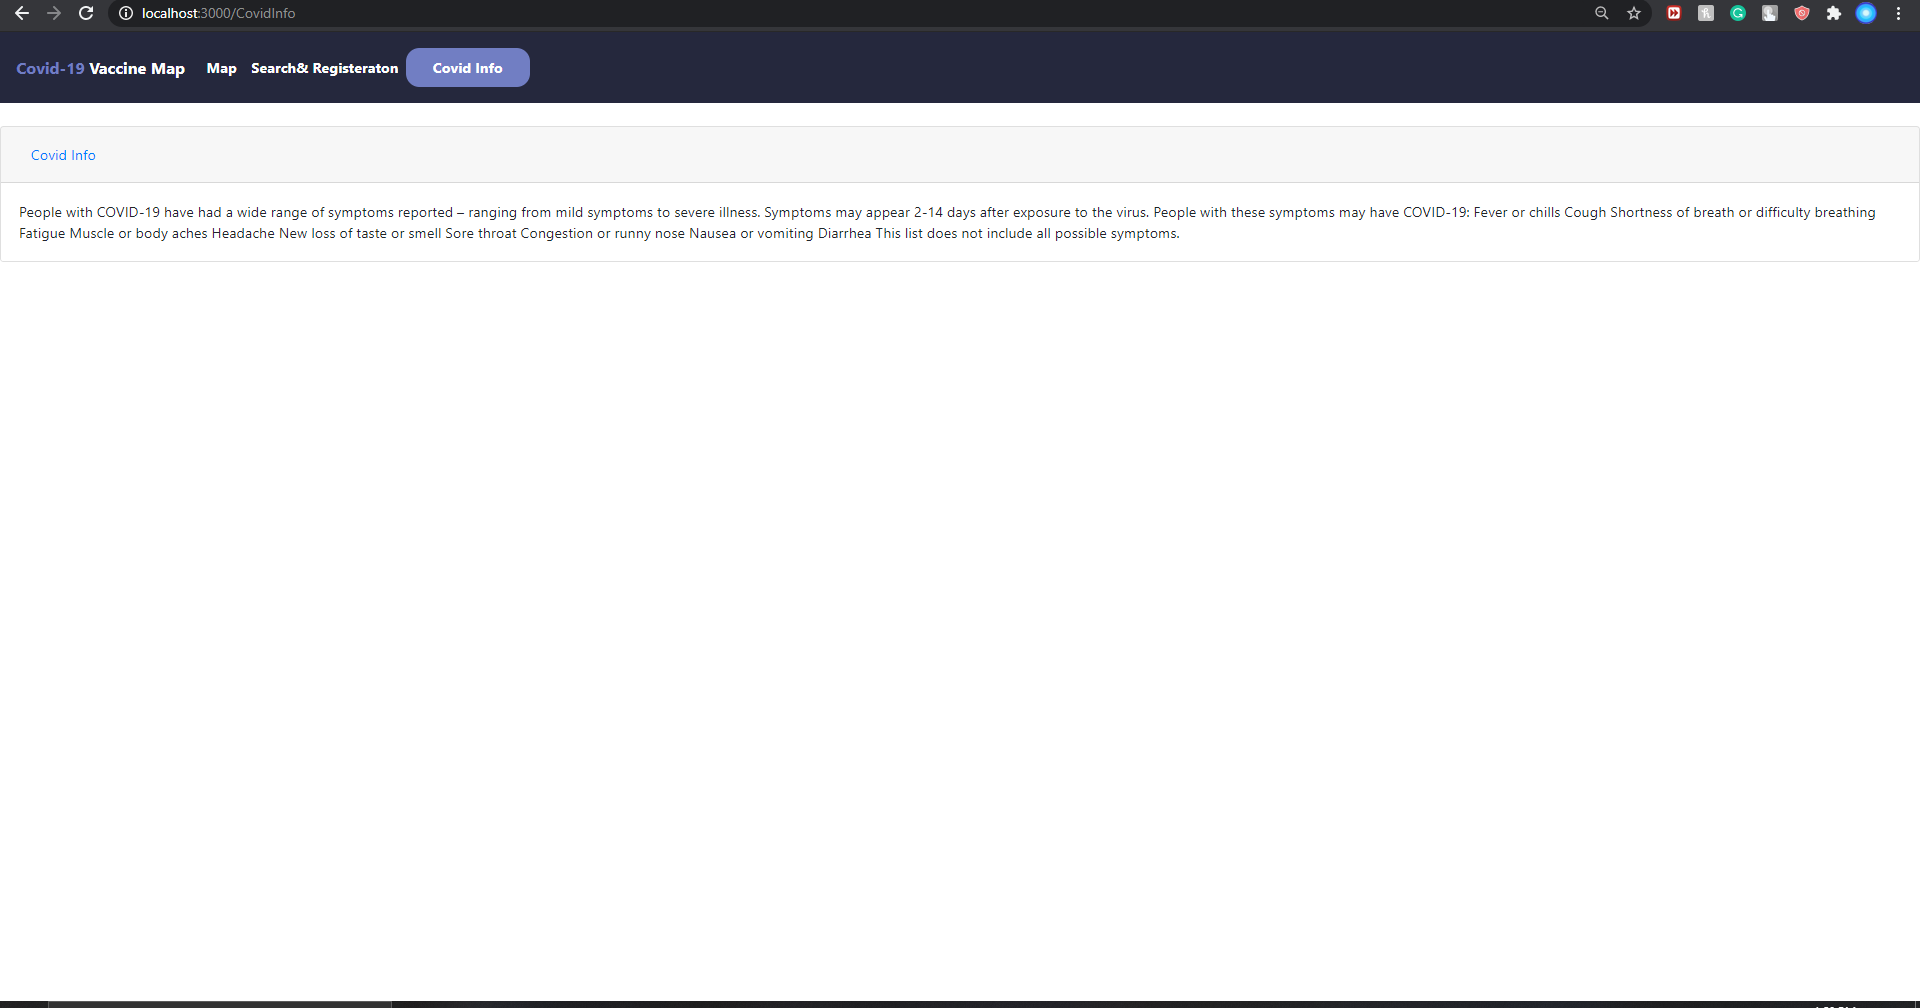 localhost:3000/CovidInfo
Covid-19 Vaccine Map Map Search& Registeraton Covid Info
Covid Info
People with COVID-19 have had a wide range of symptoms reported – ranging from mild symptoms to severe illness. Symptoms may appear 2-14 days after exposure to the virus. People with these symptoms may have COVID-19: Fever or chills Cough Shortness of breath or difficulty breathing
Fatigue Muscle or body aches Headache New loss of taste or smell Sore throat Congestion or runny nose Nausea or vomiting Diarrhea This list does not include all possible symptoms.